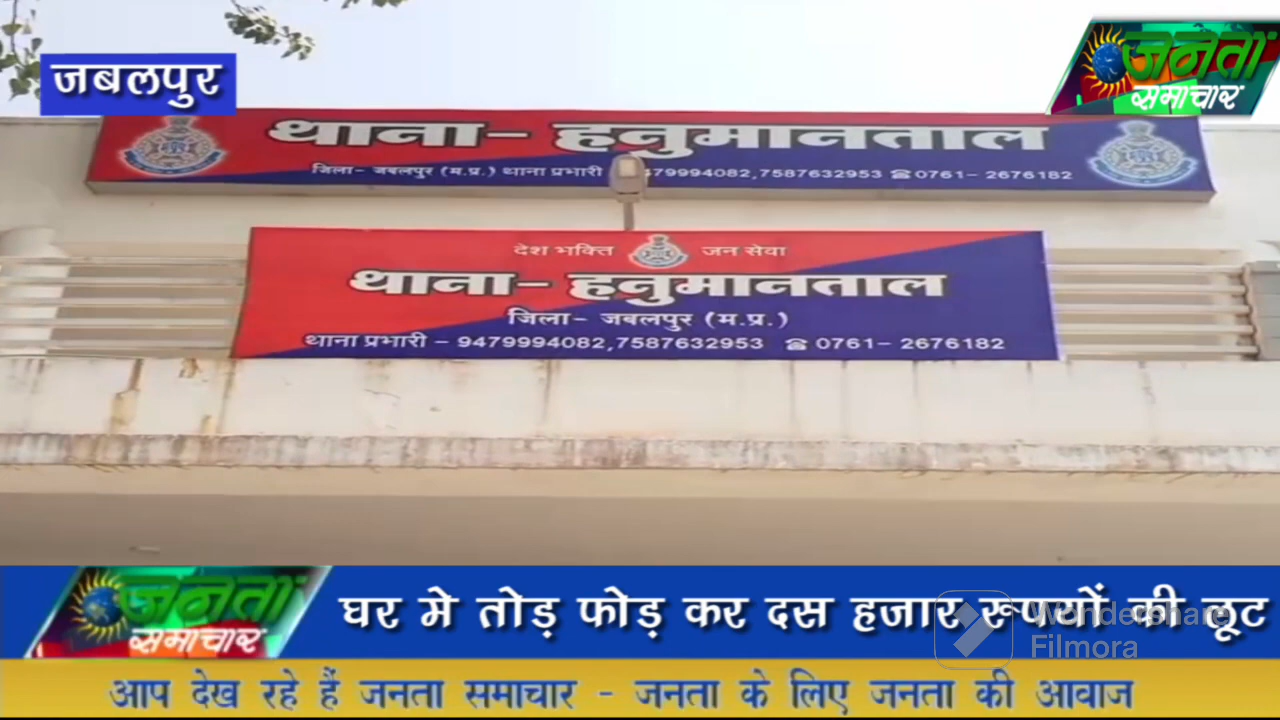 जबलपुर
जनता
समाचार
थाना- हनुमानताल
जिला- जबलपुर (म.प्र.) थाना प्रभारी 9479994082,7587632953 ☎0761- 2676182
देश भक्ति जन सेवा
थाना- हनुमानताल
जिला- जबलपुर (म.प्र.)
थाना प्रभारी – 9479994082,7587632953 ☎ 0761- 2676182
जनता
समाचार
घर मे तोड़ फोड़ कर दस हजार रूपयों की लूट
Wondershare
Filmora
आप देख रहे हैं जनता समाचार - जनता के लिए जनता की आवाज